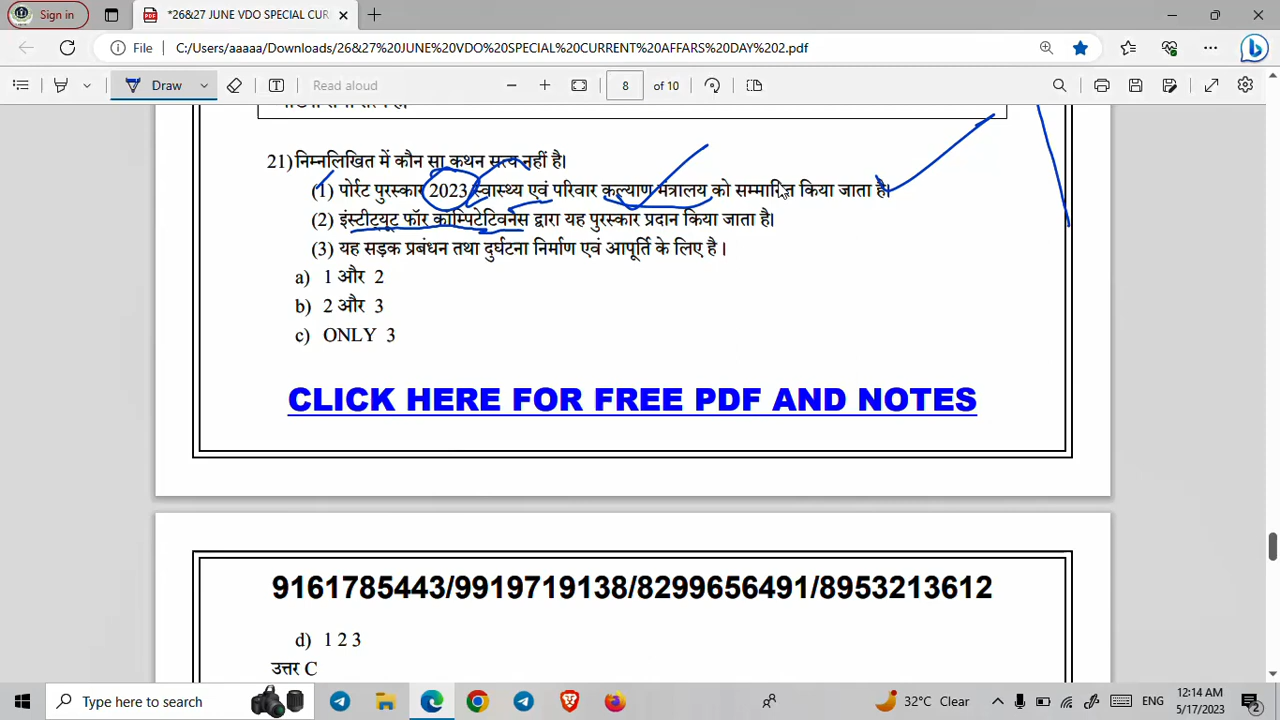 Sign in
*26&27 JUNE VDO SPECIAL CUR
File
C:/Users/aaaaa/Downloads/26&27%20JUNE%20VDO%20SPECIAL%20CURRENT%20AFFARS%20DAY%202.pdf
Draw
Read aloud
8
of 10
21) निम्नलिखित में कौन सा कथन सत्य नहीं है।
(1) पोर्रट पुरस्कार 2023 स्वास्थ्य एवं परिवार कल्याण मंत्रालय को सम्मानित किया जाता है।
(2) इंस्टीट्यूट फॉर काम्पिटेटिवनेस द्वारा यह पुरस्कार प्रदान किया जाता है।
(3) यह सड़क प्रबंधन तथा दुर्घटना निर्माण एवं आपूर्ति के लिए है।
a) 1 और 2
b) 2 और 3
c) ONLY 3
CLICK HERE FOR FREE PDF AND NOTES
9161785443/9919719138/8299656491/8953213612
d) 1 2 3
उत्तर C
Type here to search
32°C Clear
ENG
12:14 AM
5/17/2023
2